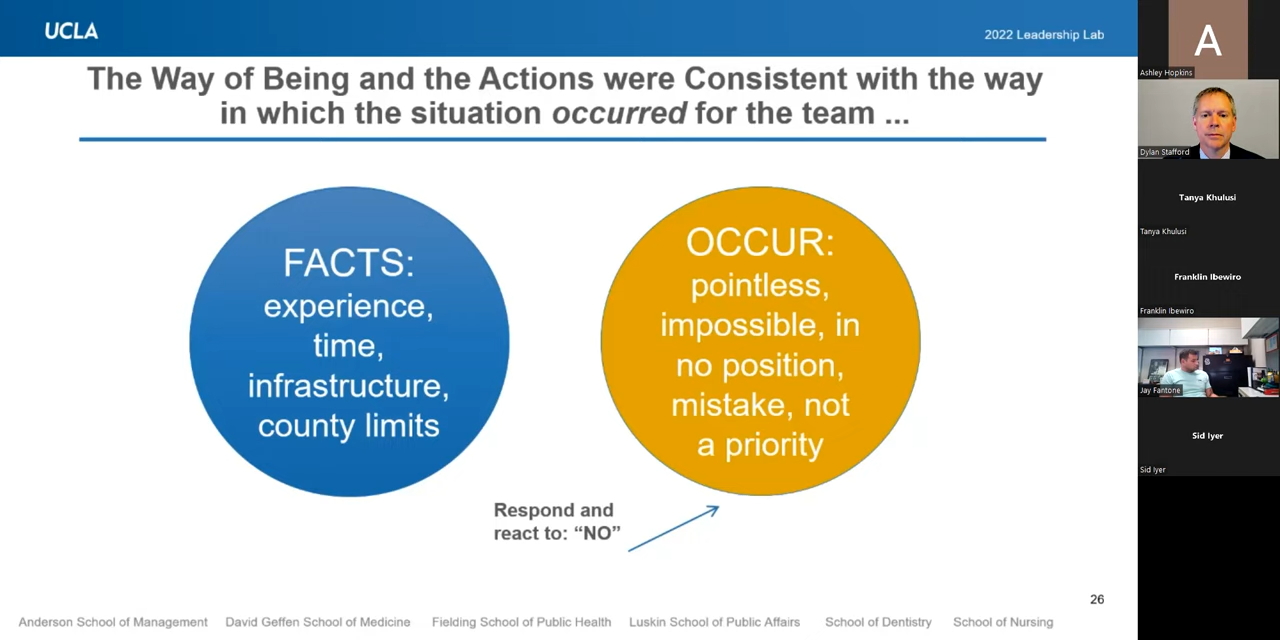 UCLA
2022 Leadership Lab
The Way of Being and the Actions were Consistent with the way
in which the situation occurred for the team ...
FACTS:
experience,
time,
infrastructure,
county limits
OCCUR:
pointless,
impossible, in
no position,
mistake, not
a priority
Respond and
react to: “NO”
26
Anderson School of Management David Geffen School of Medicine Fielding School of Public Health Luskin School of Public Affairs School of Dentistry School of Nursing
A
Ashley Hopkins
Dylan Stafford
Tanya Khulusi
Tanya Khulusi
Franklin Ibewiro
Franklin Ibewiro
Jay Fantone
Sid Iyer
Sid Iyer